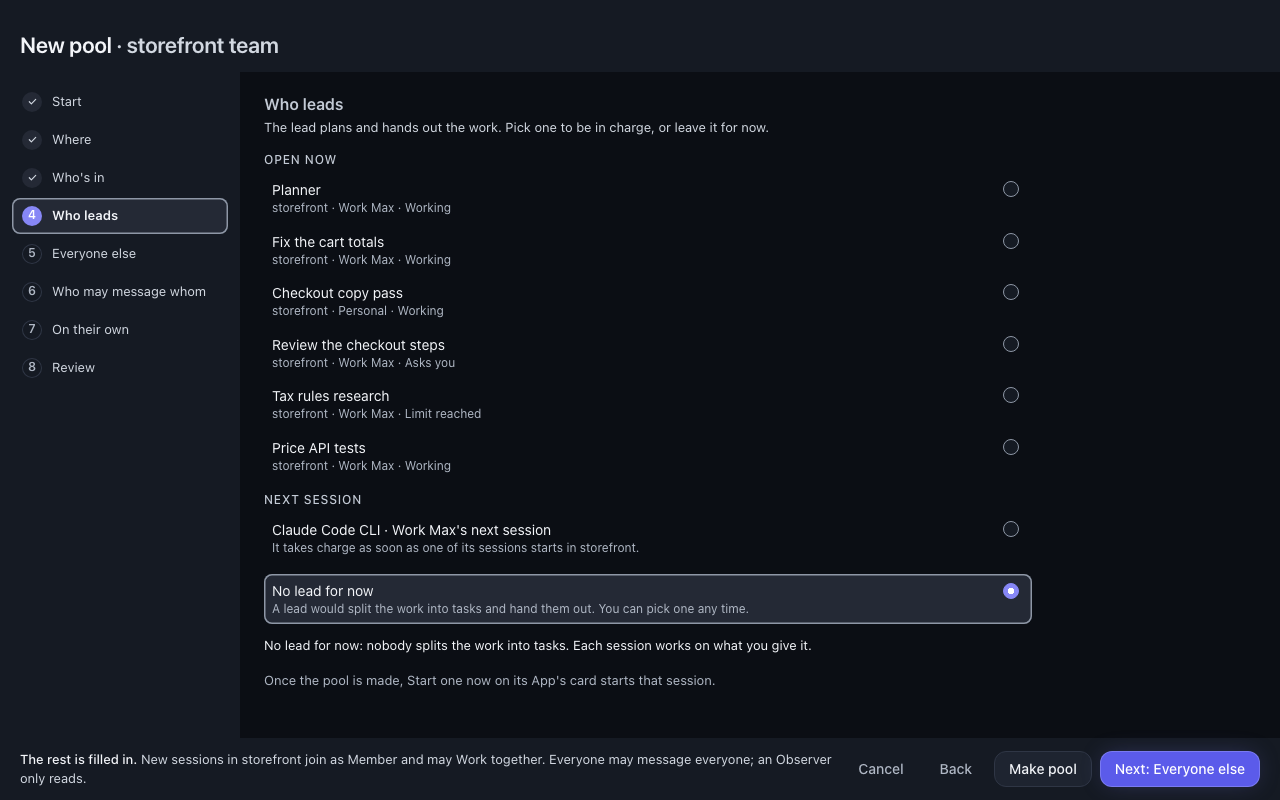 New pool · storefront team
Start
Where
Who's in
4 Who leads
5 Everyone else
6 Who may message whom
7 On their own
8 Review
Who leads
The lead plans and hands out the work. Pick one to be in charge, or leave it for now.
OPEN NOW
Planner
storefront · Work Max · Working
Fix the cart totals
storefront · Work Max · Working
Checkout copy pass
storefront · Personal · Working
Review the checkout steps
storefront · Work Max · Asks you
Tax rules research
storefront · Work Max · Limit reached
Price API tests
storefront · Work Max · Working
NEXT SESSION
Claude Code CLI · Work Max's next session
It takes charge as soon as one of its sessions starts in storefront.
No lead for now
A lead would split the work into tasks and hand them out. You can pick one any time.
No lead for now: nobody splits the work into tasks. Each session works on what you give it.
Once the pool is made, Start one now on its App's card starts that session.
The rest is filled in. New sessions in storefront join as Member and may Work together. Everyone may message everyone; an Observer
only reads.
Cancel
Back
Make pool
Next: Everyone else